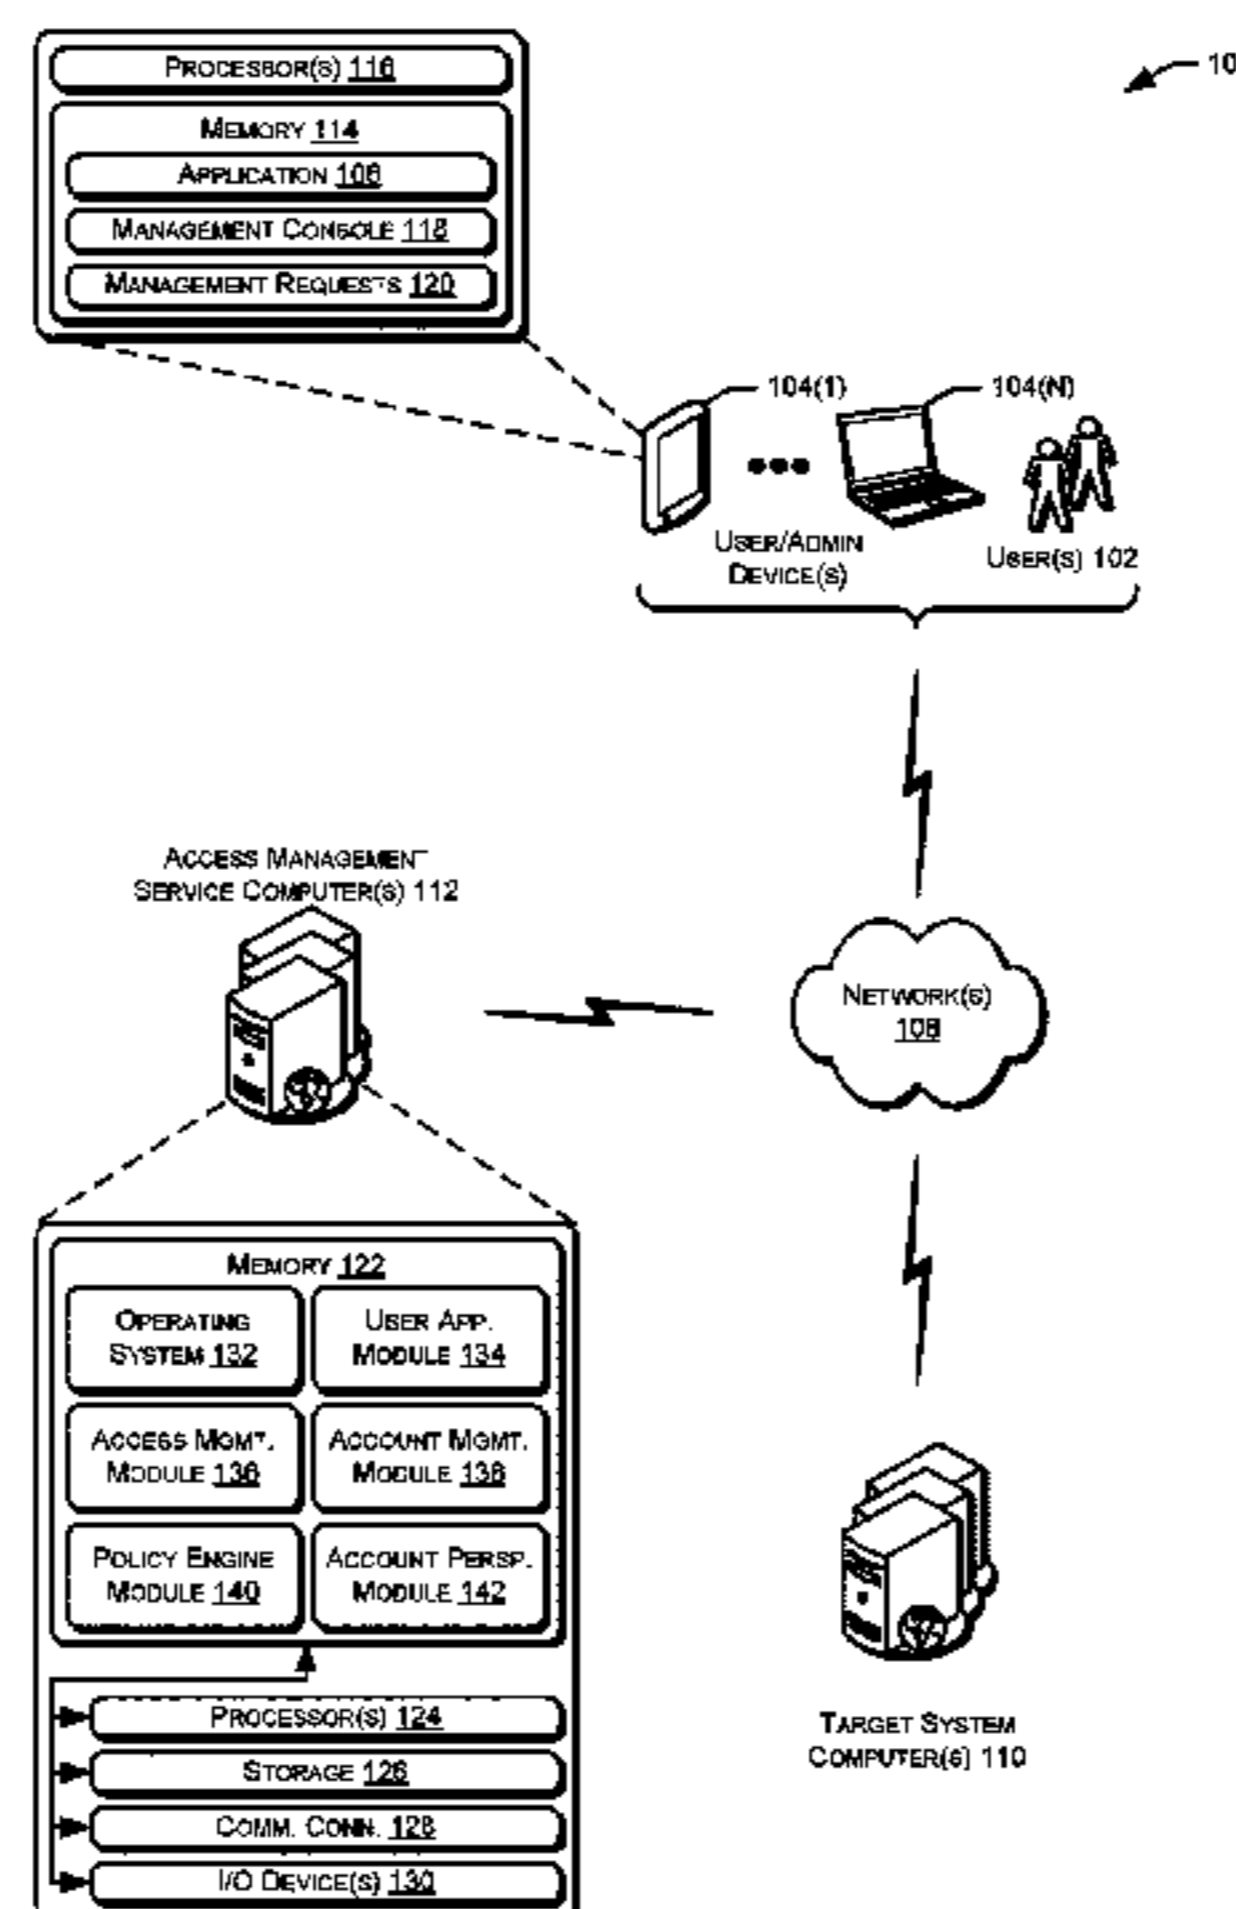 PROCESSOR(S) 116
10
MEMORY 114
APPLICATION 106
MANAGEMENT CONSOLE 118
MANAGEMENT REQUESTS 120
104(1)
104(N)
USER/ADMIN
DEVICE(S)
USER(S) 102
ACCESS MANAGEMENT
SERVICE COMPUTER(S) 112
NETWORK(S)
108
MEMORY 122
OPERATING
SYSTEM 132
USER APP.
MODULE 134
ACCESS MGMT.
MODULE 136
ACCOUNT MGMT.
MODULE 138
POLICY ENGINE
MODULE 140
ACCOUNT PERSP.
MODULE 142
PROCESSOR(S) 124
STORAGE 126
COMM. CONN. 128
I/O DEVICE(S) 130
TARGET SYSTEM
COMPUTER(S) 110